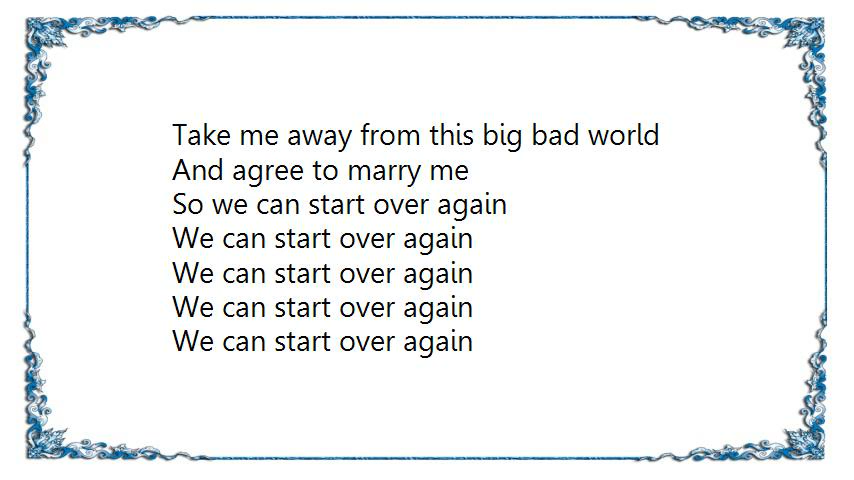 Take me away from this big bad world
And agree to marry me
So we can start over again
We can start over again
We can start over again
We can start over again
We can start over again